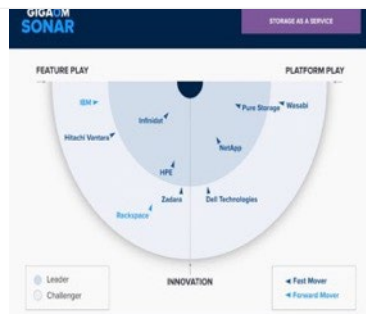 GIGAOM
SONAR
STORAGE AS A SERVICE
FEATURE PLAY
PLATFORM PLAY
IBM
Infinidat
Pure Storage
Wasabi
Hitachi Vantara
NetApp
HPE
Zadara
Dell Technologies
Rackspace
Leader
Challenger
INNOVATION
Fast Mover
Forward Mover